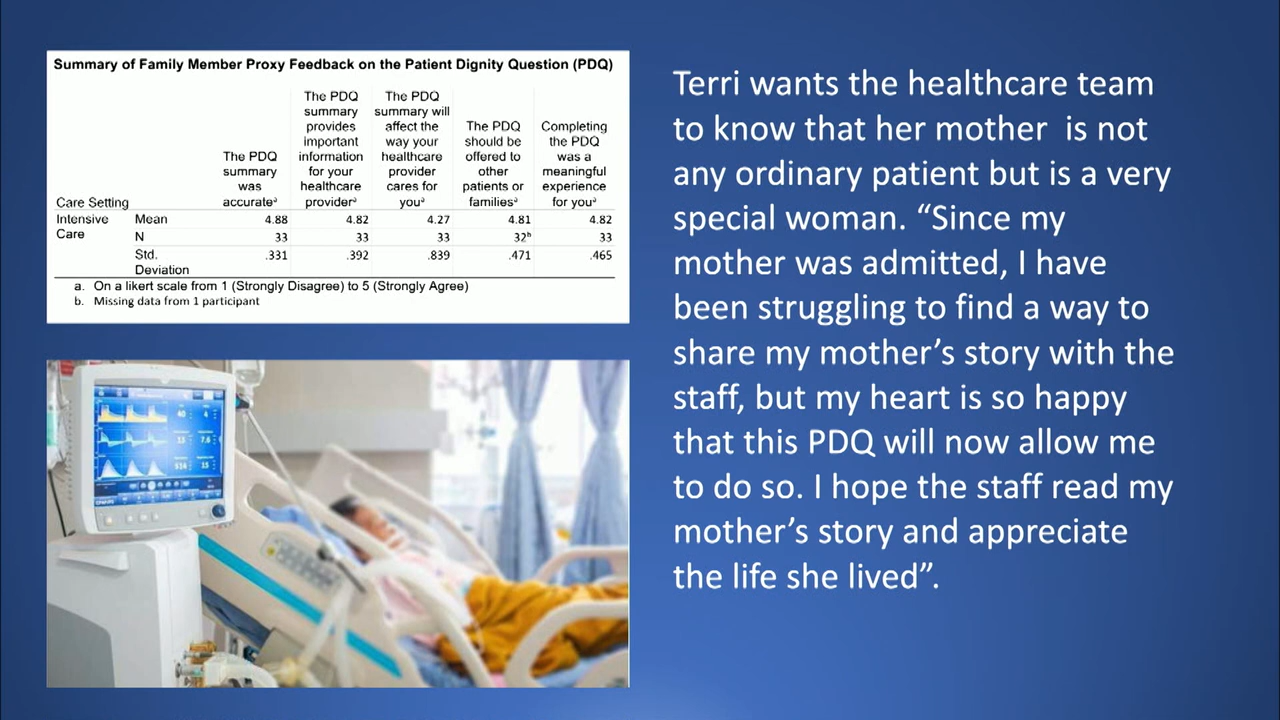 Summary of Family Member Proxy Feedback on the Patient Dignity Question (PDQ)
Care Setting
The PDQ summary was accurateᵃ
The PDQ summary provides important information for your healthcare providerᵃ
The PDQ summary will affect the way your healthcare provider cares for youᵃ
The PDQ should be offered to other patients or familiesᵃ
Completing the PDQ was a meaningful experience for youᵃ
Intensive Care
Mean 4.88 4.82 4.27 4.81 4.82
N 33 33 33 32ᵇ 33
Std. Deviation .331 .392 .839 .471 .465
a. On a likert scale from 1 (Strongly Disagree) to 5 (Strongly Agree)
b. Missing data from 1 participant
Terri wants the healthcare team
to know that her mother is not
any ordinary patient but is a very
special woman. “Since my
mother was admitted, I have
been struggling to find a way to
share my mother’s story with the
staff, but my heart is so happy
that this PDQ will now allow me
to do so. I hope the staff read my
mother’s story and appreciate
the life she lived”.